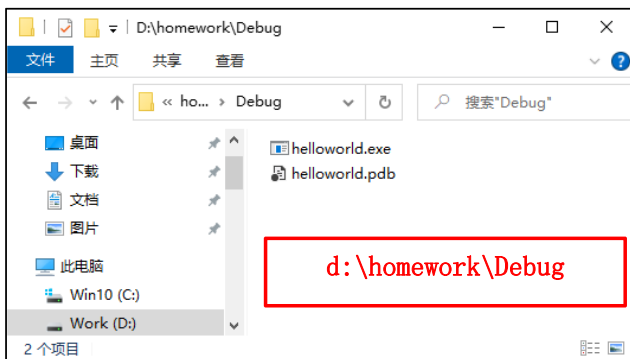 D:\homework\Debug
文件 主页 共享 查看
« ho... › Debug 搜索"Debug"
桌面
下载
文档
图片
此电脑
Win10 (C:)
Work (D:)
helloworld.exe
helloworld.pdb
d:\homework\Debug
2 个项目